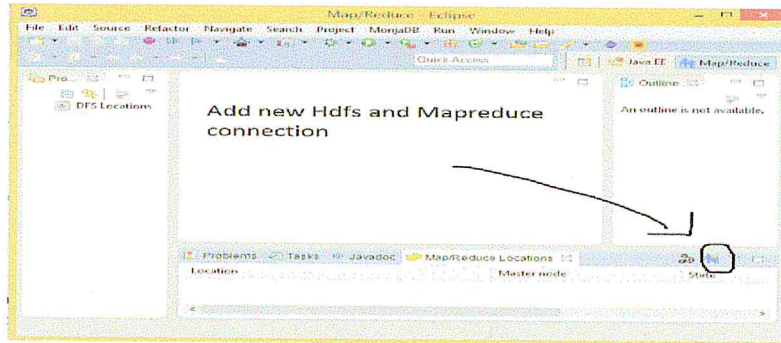 Map/Reduce - Eclipse
File Edit Source Refactor Navigate Search Project MonjaDB Run Window Help
Quick Access
Java EE Map/Reduce
Pro...
DFS Locations
Add new Hdfs and Mapreduce
connection
Outline
An outline is not available.
Problems Tasks Javadoc Map/Reduce Locations
Location Master node State